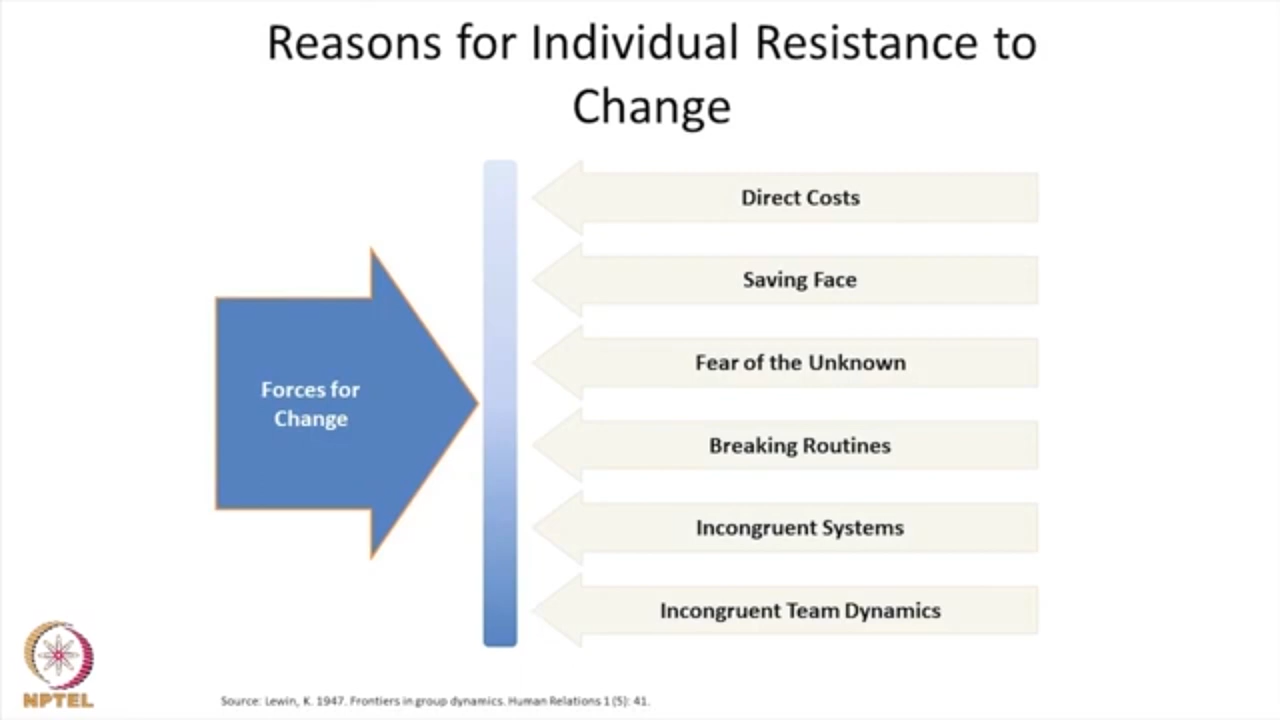 Reasons for Individual Resistance to
Change
Direct Costs
Saving Face
Fear of the Unknown
Forces for
Change
Breaking Routines
Incongruent Systems
Incongruent Team Dynamics
NPTEL
Source: Lewin, K. 1947. Frontiers in group dynamics. Human Relations 1 (5): 41.